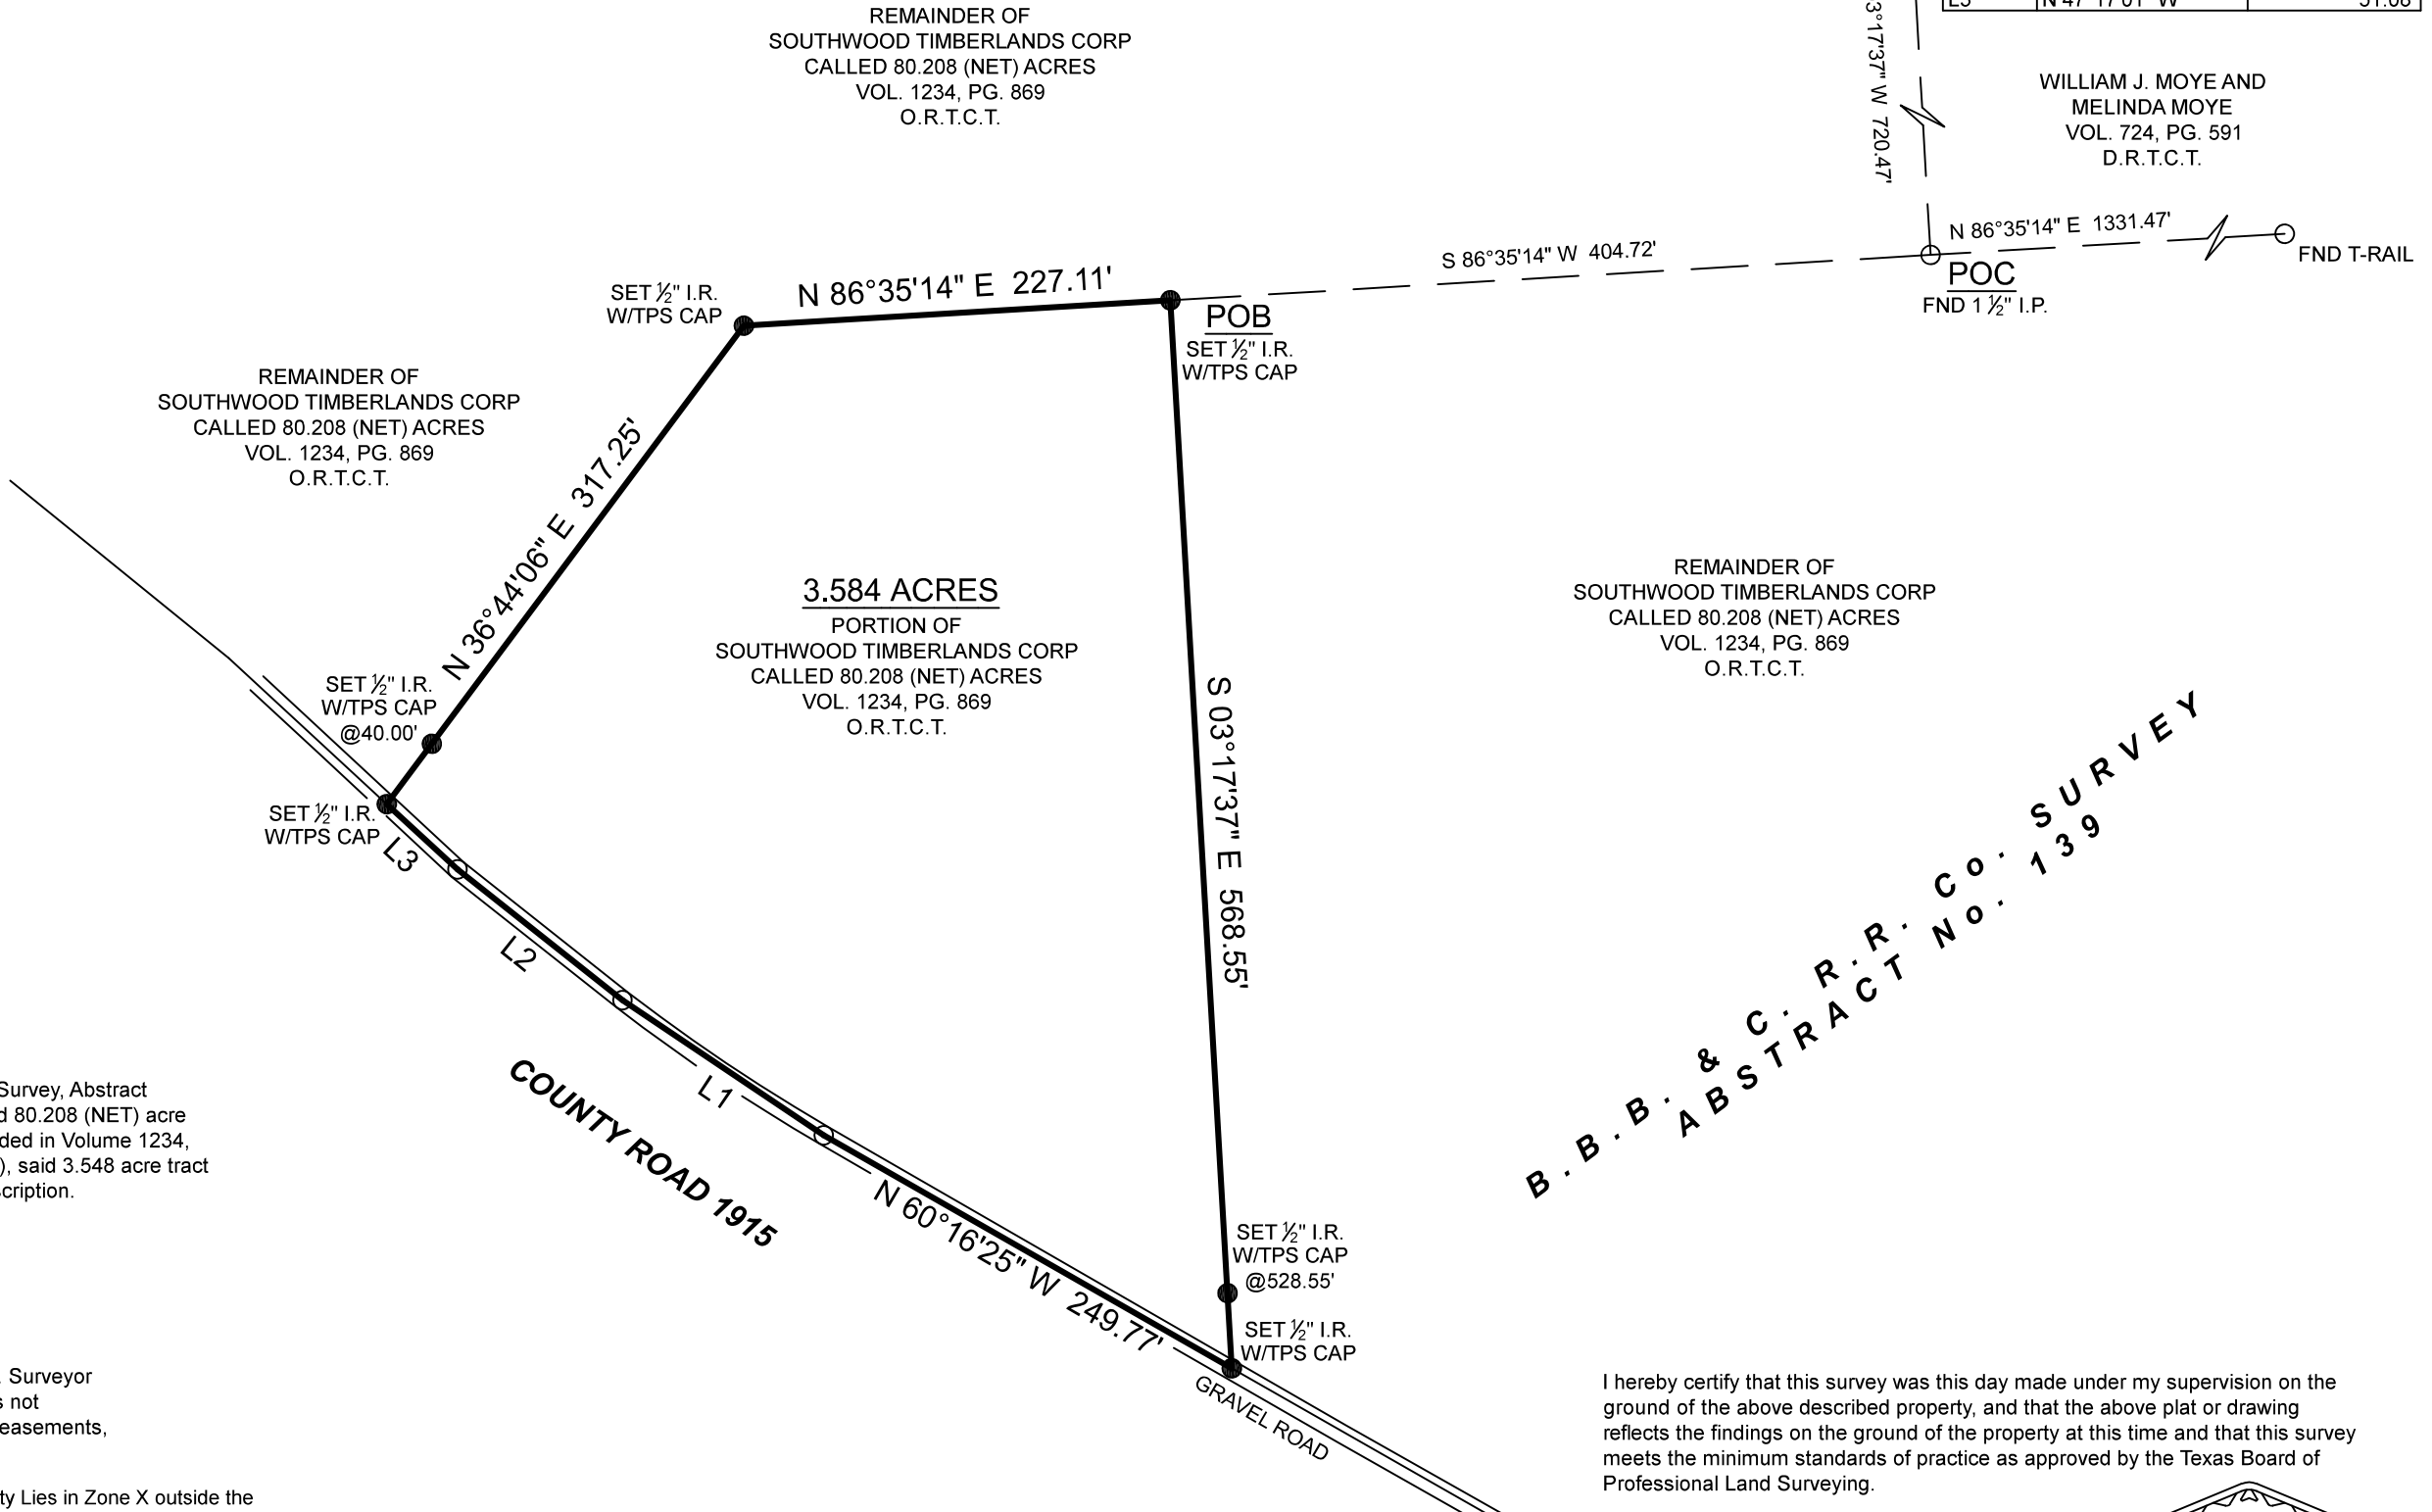 REMAINDER OF
SOUTHWOOD TIMBERLANDS CORP
CALLED 80.208 (NET) ACRES
VOL. 1234, PG. 869
O.R.T.C.T.
3°17'37" W 720.47'
L3 N 47°17'01" W 51.08'
WILLIAM J. MOYE AND
MELINDA MOYE
VOL. 724, PG. 591
D.R.T.C.T.
N 86°35'14" E 1331.47'
FND T-RAIL
POC
FND 1 ½" I.P.
S 86°35'14" W 404.72'
SET ½" I.R.
W/TPS CAP
N 86°35'14" E 227.11'
POB
SET ½" I.R.
W/TPS CAP
REMAINDER OF
SOUTHWOOD TIMBERLANDS CORP
CALLED 80.208 (NET) ACRES
VOL. 1234, PG. 869
O.R.T.C.T.
N 36°44'06" E 317.25'
3.584 ACRES
PORTION OF
SOUTHWOOD TIMBERLANDS CORP
CALLED 80.208 (NET) ACRES
VOL. 1234, PG. 869
O.R.T.C.T.
REMAINDER OF
SOUTHWOOD TIMBERLANDS CORP
CALLED 80.208 (NET) ACRES
VOL. 1234, PG. 869
O.R.T.C.T.
SET ½" I.R.
W/TPS CAP
@40.00'
SET ½" I.R.
W/TPS CAP
L3
L2
L1
S 03°17'37" E 568.55'
B.B.B. & C. R.R. Co. SURVEY
ABSTRACT No. 139
COUNTY ROAD 1915
N 60°16'25" W 249.77'
SET ½" I.R.
W/TPS CAP
@528.55'
SET ½" I.R.
W/TPS CAP
GRAVEL ROAD
Survey, Abstract
d 80.208 (NET) acre
ded in Volume 1234,
), said 3.548 acre tract
cription.
. Surveyor
s not
easements,
ty Lies in Zone X outside the
I hereby certify that this survey was this day made under my supervision on the
ground of the above described property, and that the above plat or drawing
reflects the findings on the ground of the property at this time and that this survey
meets the minimum standards of practice as approved by the Texas Board of
Professional Land Surveying.